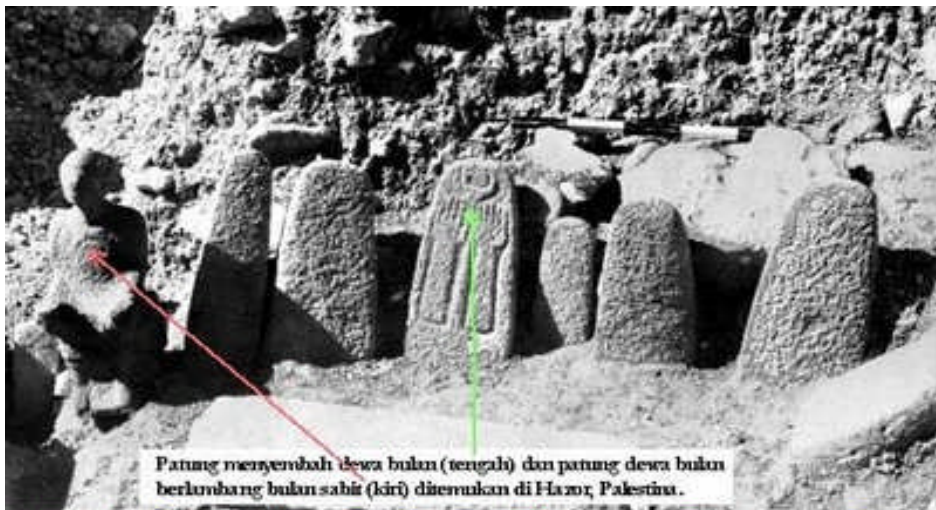 Patung menyembah dewa bulan (tengah) dan patung dewa bulan
berlambang bulan sabit (kiri) ditemukan di Hazor, Palestina.